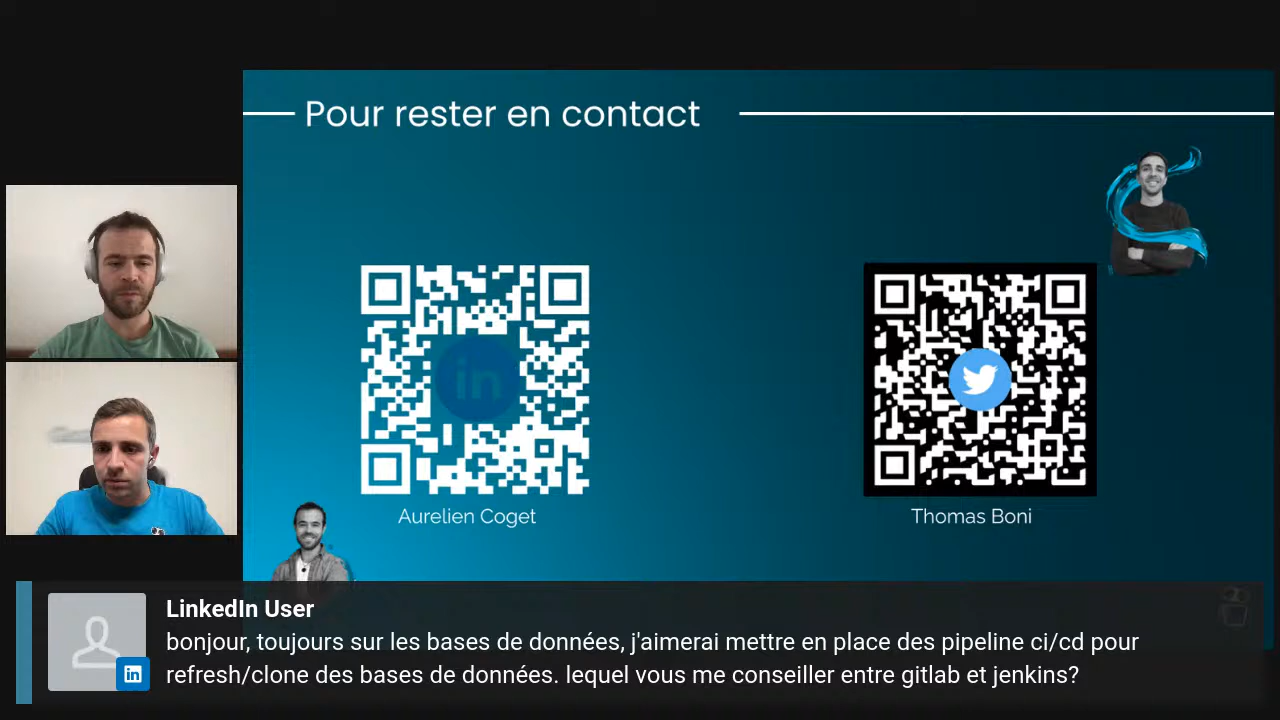 Pour rester en contact
in
Aurelien Coget
Thomas Boni
LinkedIn User
bonjour, toujours sur les bases de données, j'aimerai mettre en place des pipeline ci/cd pour
refresh/clone des bases de données. lequel vous me conseiller entre gitlab et jenkins?
in